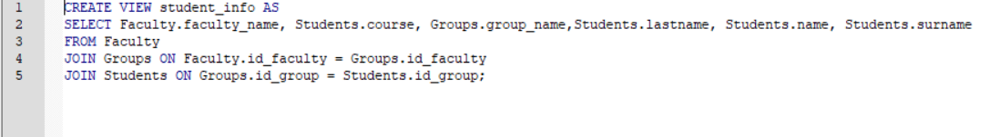 1 CREATE VIEW student_info AS
2 SELECT Faculty.faculty_name, Students.course, Groups.group_name,Students.lastname, Students.name, Students.surname
3 FROM Faculty
4 JOIN Groups ON Faculty.id_faculty = Groups.id_faculty
5 JOIN Students ON Groups.id_group = Students.id_group;